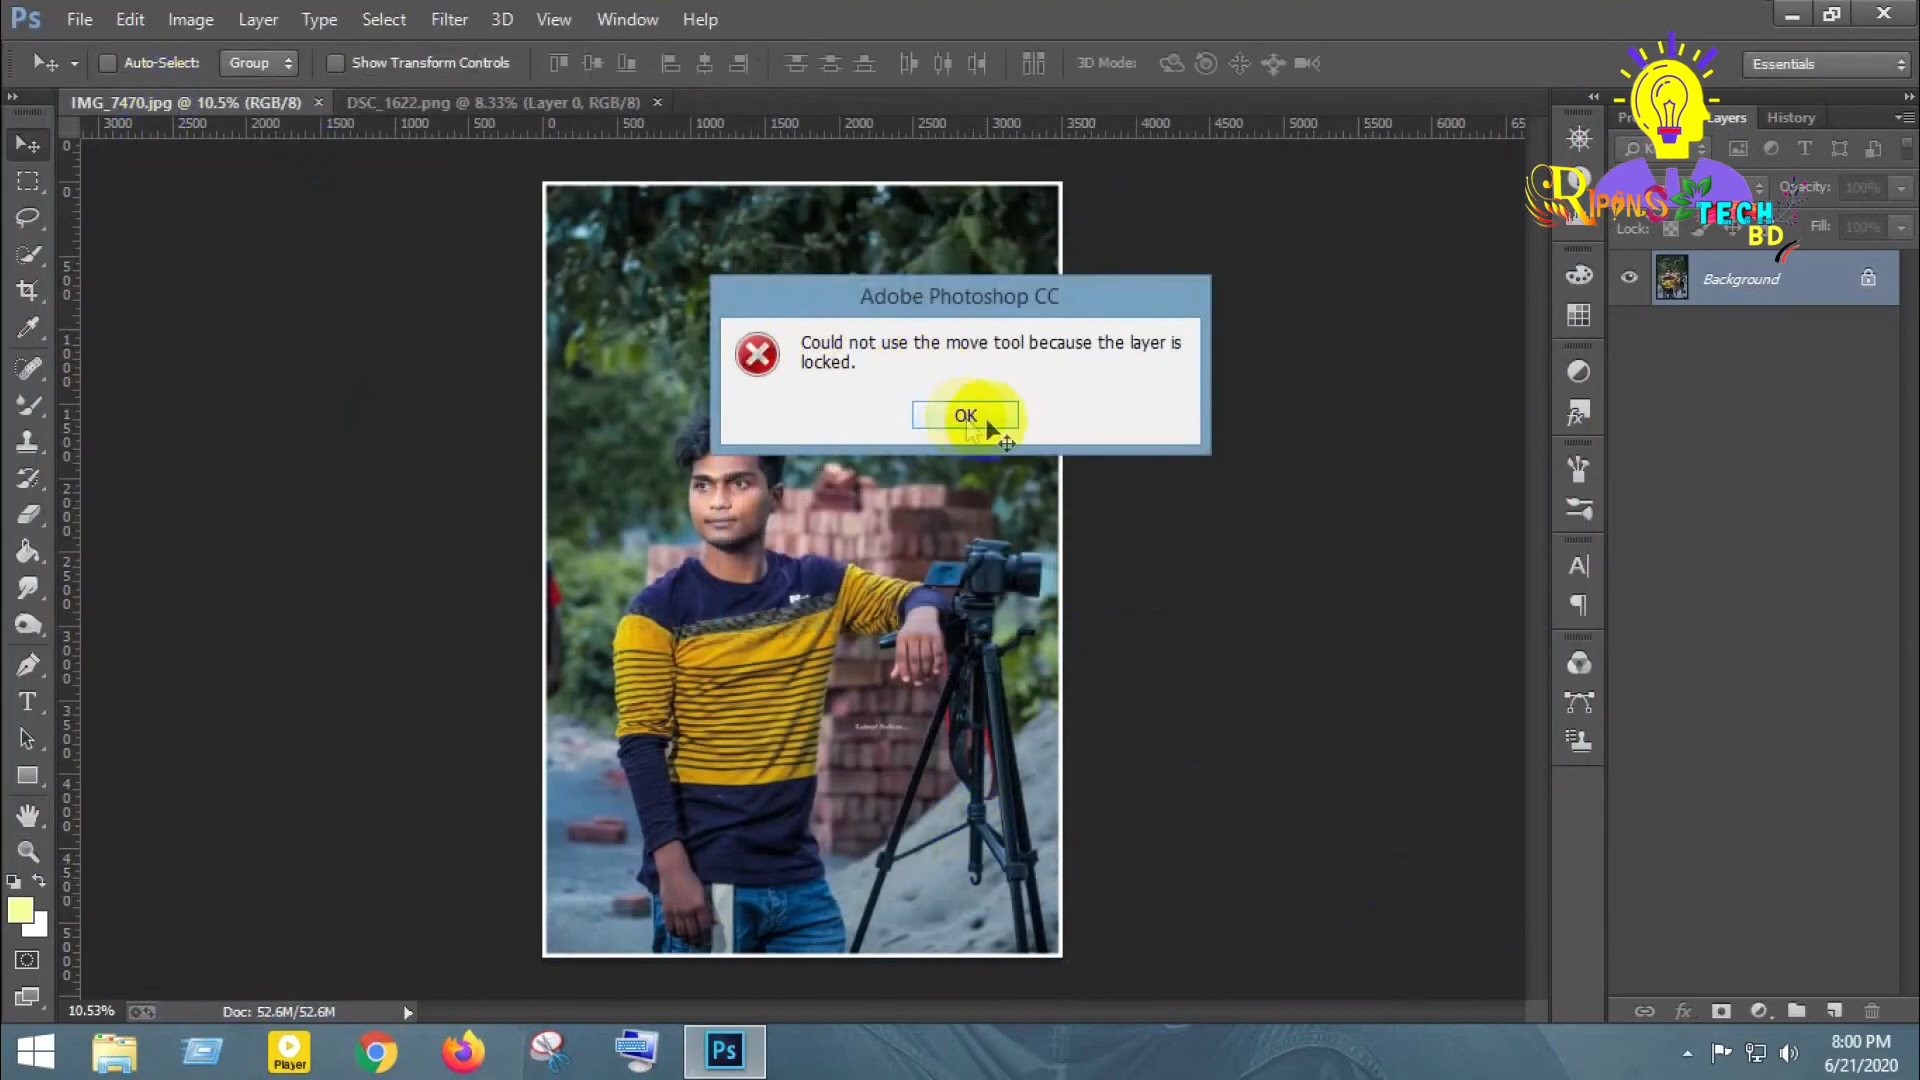 Ps File Edit Image Layer Type Select Filter 3D View Window Help
Auto-Select: Group Show Transform Controls 3D Mode: Essentials
IMG_7470.jpg @ 10.5% (RGB/8) × DSC_1622.png @ 8.33% (Layer 0, RGB/8) ×
3000 2500 2000 1500 1000 500 0 500 1000 1500 2000 2500 3000 3500 4000 4500 5000 5500 6000 65
Layers History
Opacity: 100%
RIPONS TECH BD
Lock: Fill: 100%
Background
Adobe Photoshop CC
Could not use the move tool because the layer is
locked.
OK
10.53% Doc: 52.6M/52.6M
Player
Ps
8:00 PM
6/21/2020